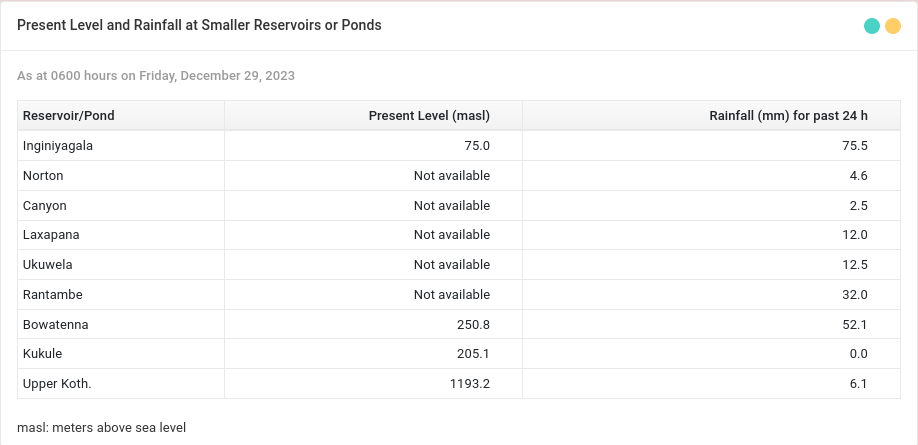 Present Level and Rainfall at Smaller Reservoirs or Ponds
As at 0600 hours on Friday, December 29, 2023
Reservoir/Pond Present Level (masl) Rainfall (mm) for past 24 h
Inginiyagala 75.0 75.5
Norton Not available 4.6
Canyon Not available 2.5
Laxapana Not available 12.0
Ukuwela Not available 12.5
Rantambe Not available 32.0
Bowatenna 250.8 52.1
Kukule 205.1 0.0
Upper Koth. 1193.2 6.1
masl: meters above sea level